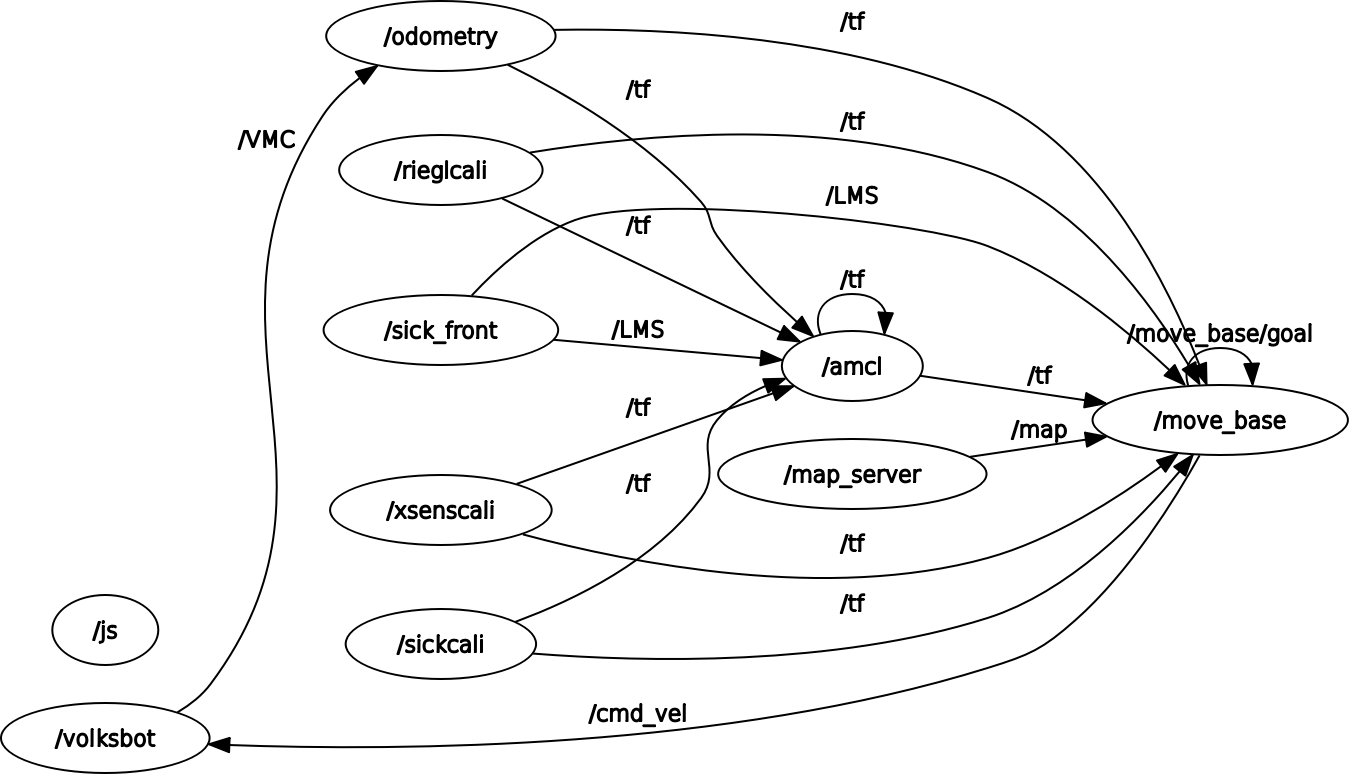 /odometry
/tf
/tf
/VMC
/tf
/rieglcali
/LMS
/tf
/tf
/sick_front
/LMS
/move_base/goal
/amcl
/tf
/tf
/map
/move_base
/map_server
/tf
/xsenscali
/tf
/tf
/js
/sickcali
/cmd_vel
/volksbot